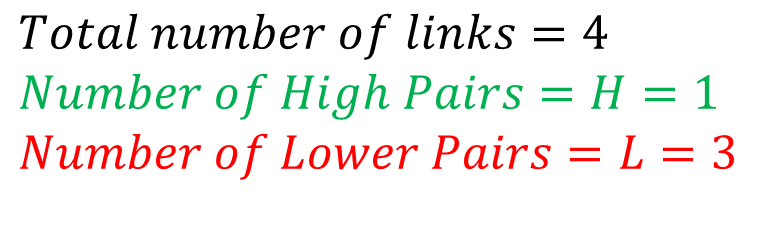 Total number of links = 4
Number of High Pairs = H = 1
Number of Lower Pairs = L = 3